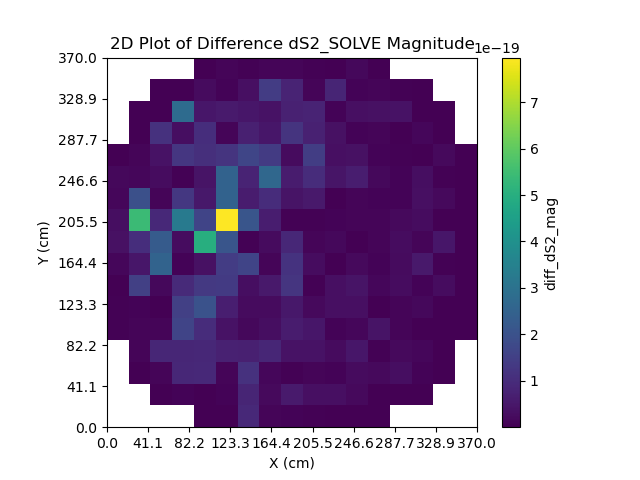 2D Plot of Difference dS2_SOLVE Magnitude
1e−19
370.0
328.9
287.7
246.6
205.5
164.4
123.3
82.2
41.1
0.0
Y (cm)
0.0 41.1 82.2 123.3 164.4 205.5 246.6 287.7 328.9 370.0
X (cm)
7
6
5
4
3
2
1
diff_dS2_mag